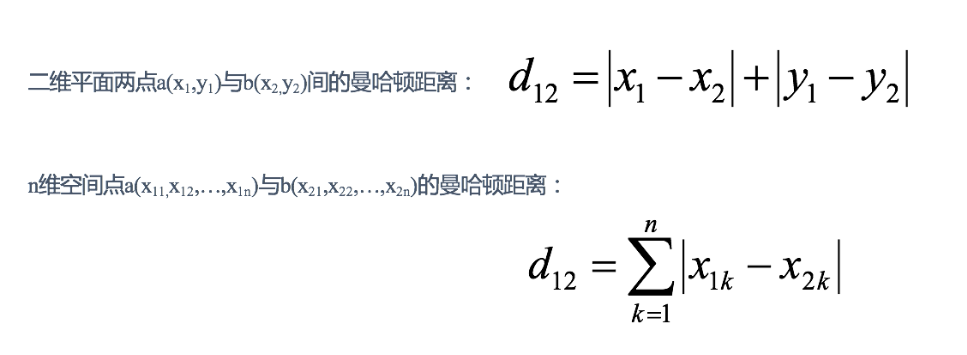 二维平面两点a(x₁,y₁)与b(x₂,y₂)间的曼哈顿距离： d₁₂ = |x₁ − x₂| + |y₁ − y₂|
n维空间点a(x₁₁,x₁₂,…,x₁ₙ)与b(x₂₁,x₂₂,…,x₂ₙ)的曼哈顿距离：
n
d₁₂ = ∑|x₁ₖ − x₂ₖ|
k=1